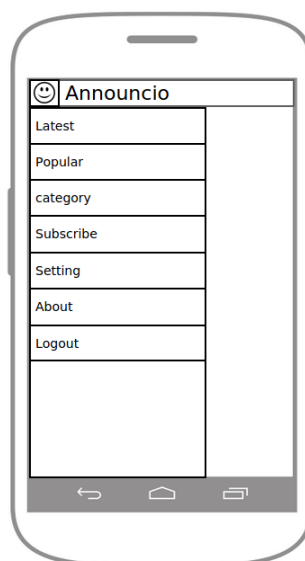 Announcio
Latest
Popular
category
Subscribe
Setting
About
Logout